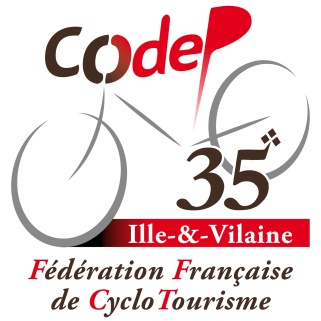 CoDeP
35
Ille-&-Vilaine
Fédération Française
de CycloTourisme